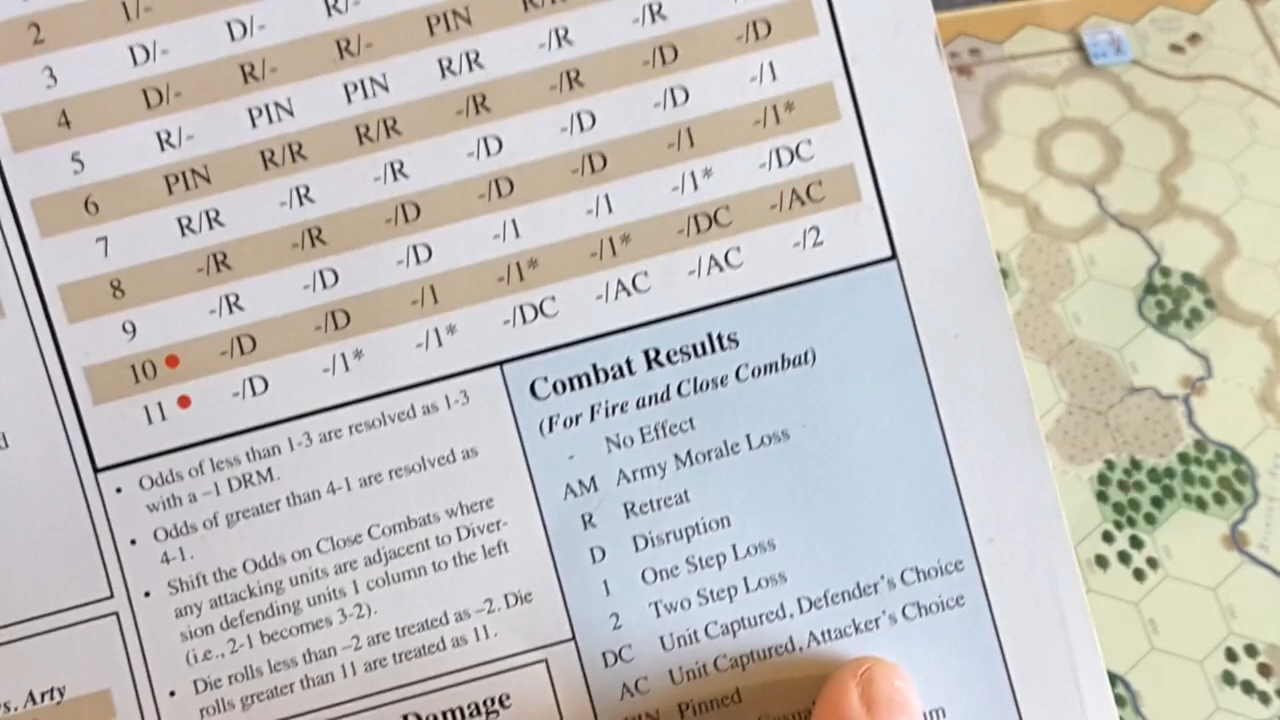 2 1/-
3 D/- D/- R/-
4 D/- R/- R/- PIN
5 R/- PIN PIN R/R -/R -/R
6 PIN R/R R/R -/R -/R -/D -/D
7 R/R -/R -/R -/D -/D -/D -/1
8 -/R -/R -/D -/D -/D -/1 -/1*
9 -/R -/D -/D -/1 -/1 -/1* -/DC
10 -/D -/D -/1 -/1* -/1* -/DC -/AC
11 -/D -/1* -/1* -/DC -/AC -/AC -/2
• Odds of less than 1-3 are resolved as 1-3
with a –1 DRM.
• Odds of greater than 4-1 are resolved as
4-1.
• Shift the Odds on Close Combats where
any attacking units are adjacent to Diver-
sion defending units 1 column to the left
(i.e., 2-1 becomes 3-2).
• Die rolls less than –2 are treated as –2. Die
rolls greater than 11 are treated as 11.
s. Arty
Damage
Combat Results
(For Fire and Close Combat)
- No Effect
AM Army Morale Loss
R Retreat
D Disruption
1 One Step Loss
2 Two Step Loss
DC Unit Captured, Defender's Choice
AC Unit Captured, Attacker's Choice
Pinned